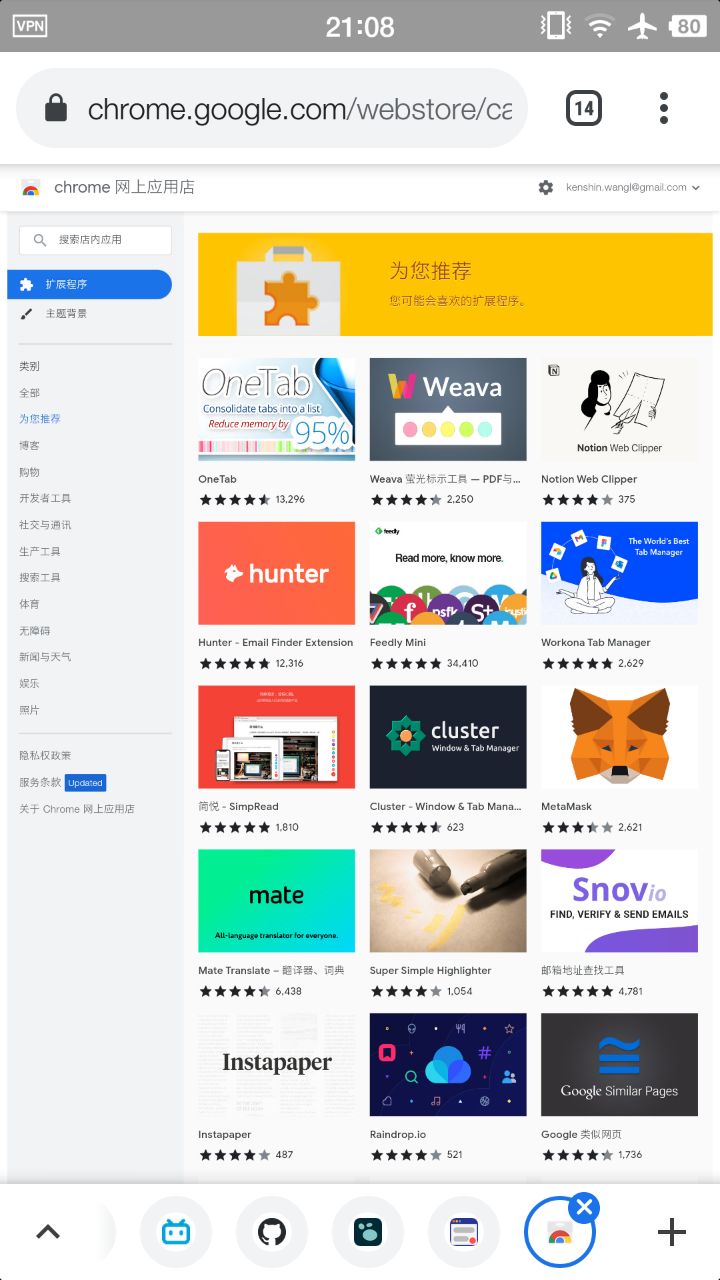 VPN
21:08
80
chrome.google.com/webstore/ca
14
chrome 网上应用店
kenshin.wangl@gmail.com
搜索店内应用
扩展程序
主题背景
类别
全部
为您推荐
博客
购物
开发者工具
社交与通讯
生产工具
搜索工具
体育
无障碍
新闻与天气
娱乐
照片
隐私权政策
服务条款 Updated
关于 Chrome 网上应用店
为您推荐
您可能会喜欢的扩展程序。
OneTab
Consolidate tabs into a list
Reduce memory by 95%
OneTab
13,296
Weava
Weava 荧光标示工具 — PDF与...
2,250
Notion Web Clipper
Notion Web Clipper
375
hunter
Hunter - Email Finder Extension
12,316
feedly
Read more, know more.
psfk
Feedly Mini
34,410
The World's Best
Tab Manager
Workona Tab Manager
2,629
简悦 - SimpRead
1,810
cluster
Window & Tab Manager
Cluster - Window & Tab Mana...
623
MetaMask
2,621
mate
All-language translator for everyone.
Mate Translate – 翻译器、词典
6,438
Super Simple Highlighter
1,054
Snovio
FIND, VERIFY & SEND EMAILS
邮箱地址查找工具
4,781
Instapaper
Instapaper
487
Raindrop.io
521
Google Similar Pages
Google 类似网页
1,736